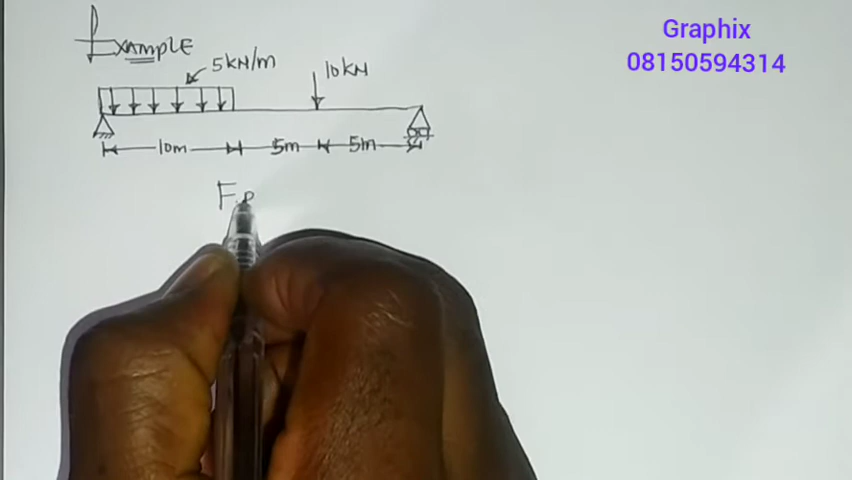 Graphix
08150594314
EXAMPLE
5KN/m
10KN
10m 5m 5m
F.